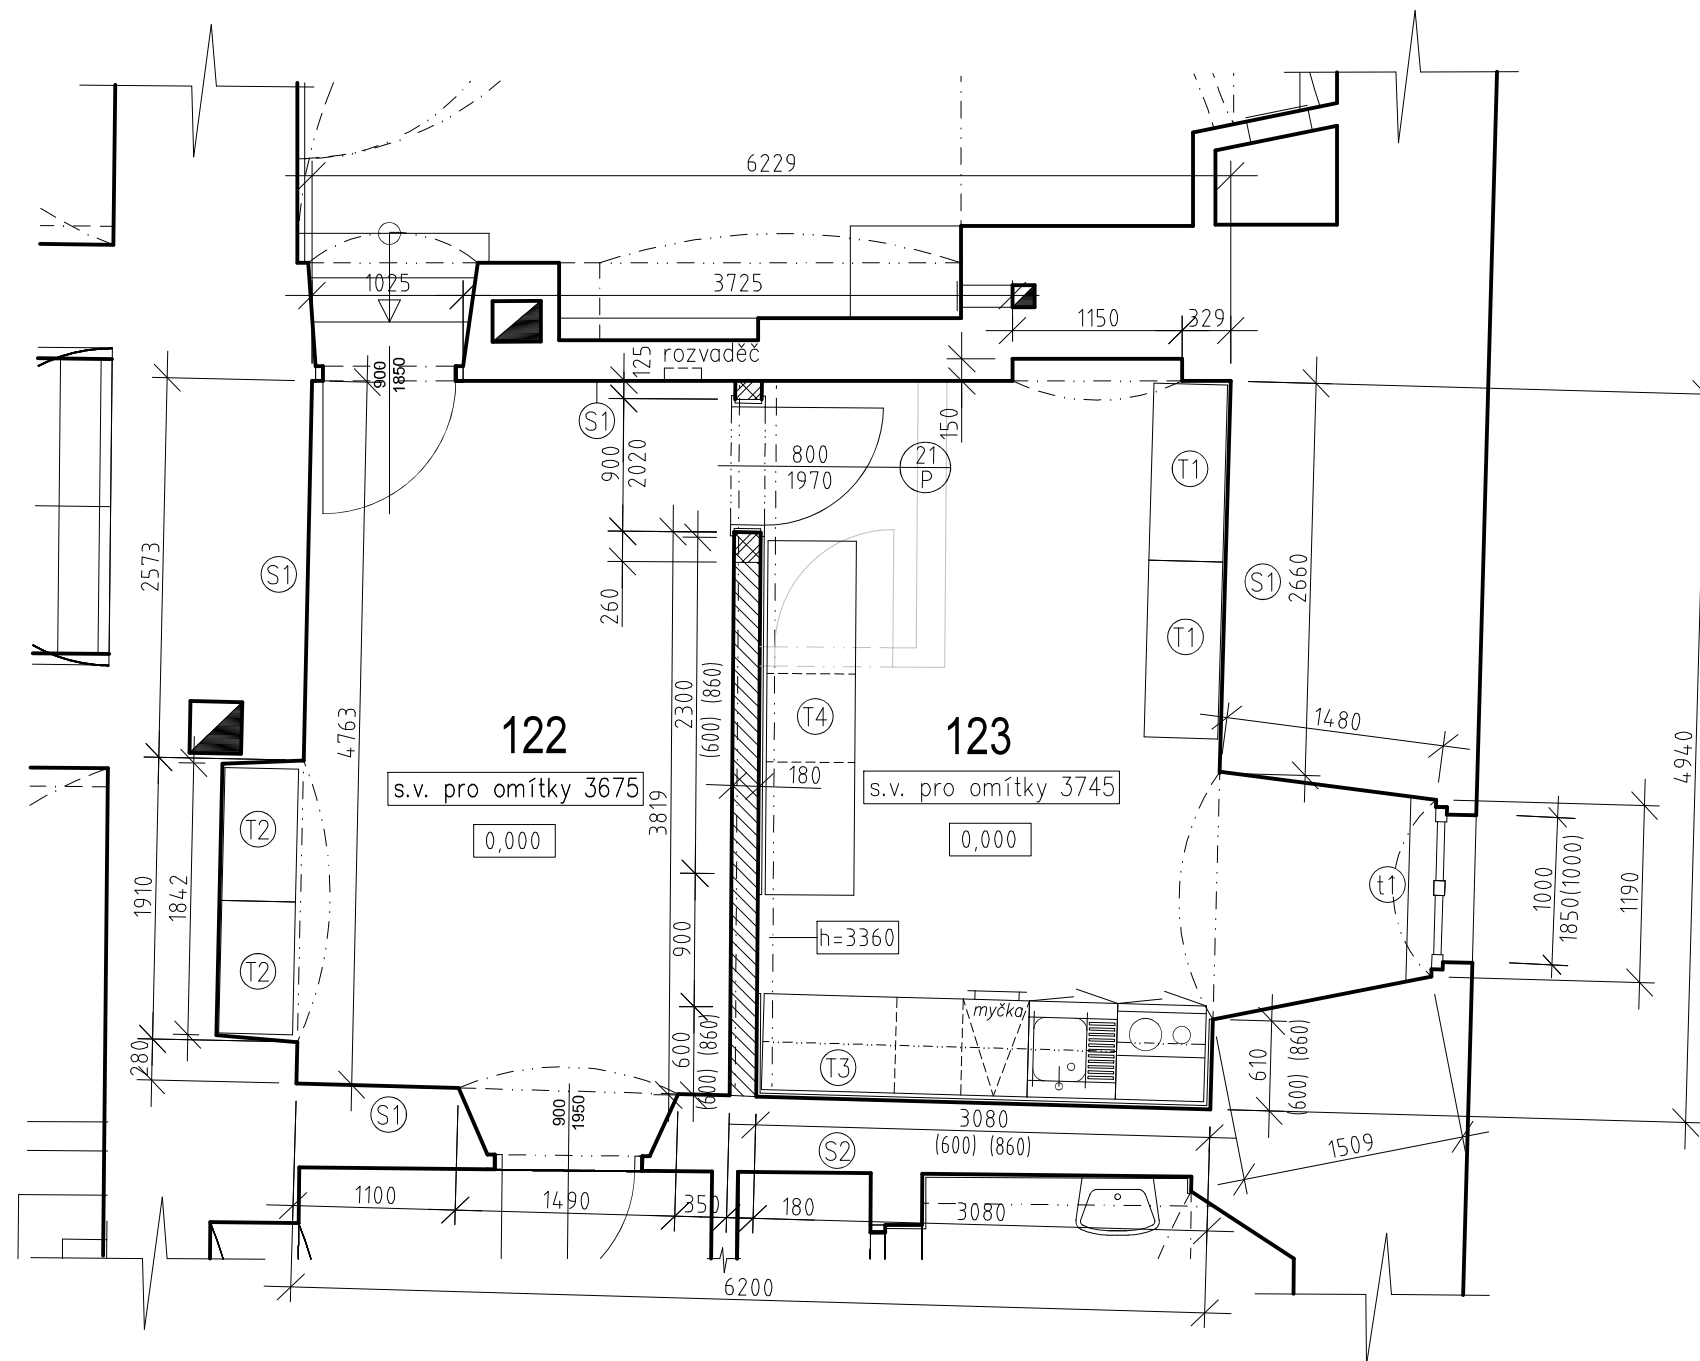 6229
1025
3725
1150
329
900
1850
125
rozvaděč
S1
150
900
2020
800
1970
21
P
T1
2573
S1
S1
2660
260
T1
4763
2300
(600) (860)
T4
122
123
1480
4940
s.v. pro omítky 3675
180
s.v. pro omítky 3745
3819
0,000
0,000
T2
1910
1842
t1
1000
1850(1000)
1190
T2
900
h=3360
myčka
280
600
(600) (860)
T3
610
(600) (860)
S1
900
1950
3080
(600) (860)
S2
1509
1100
1490
350
180
3080
6200